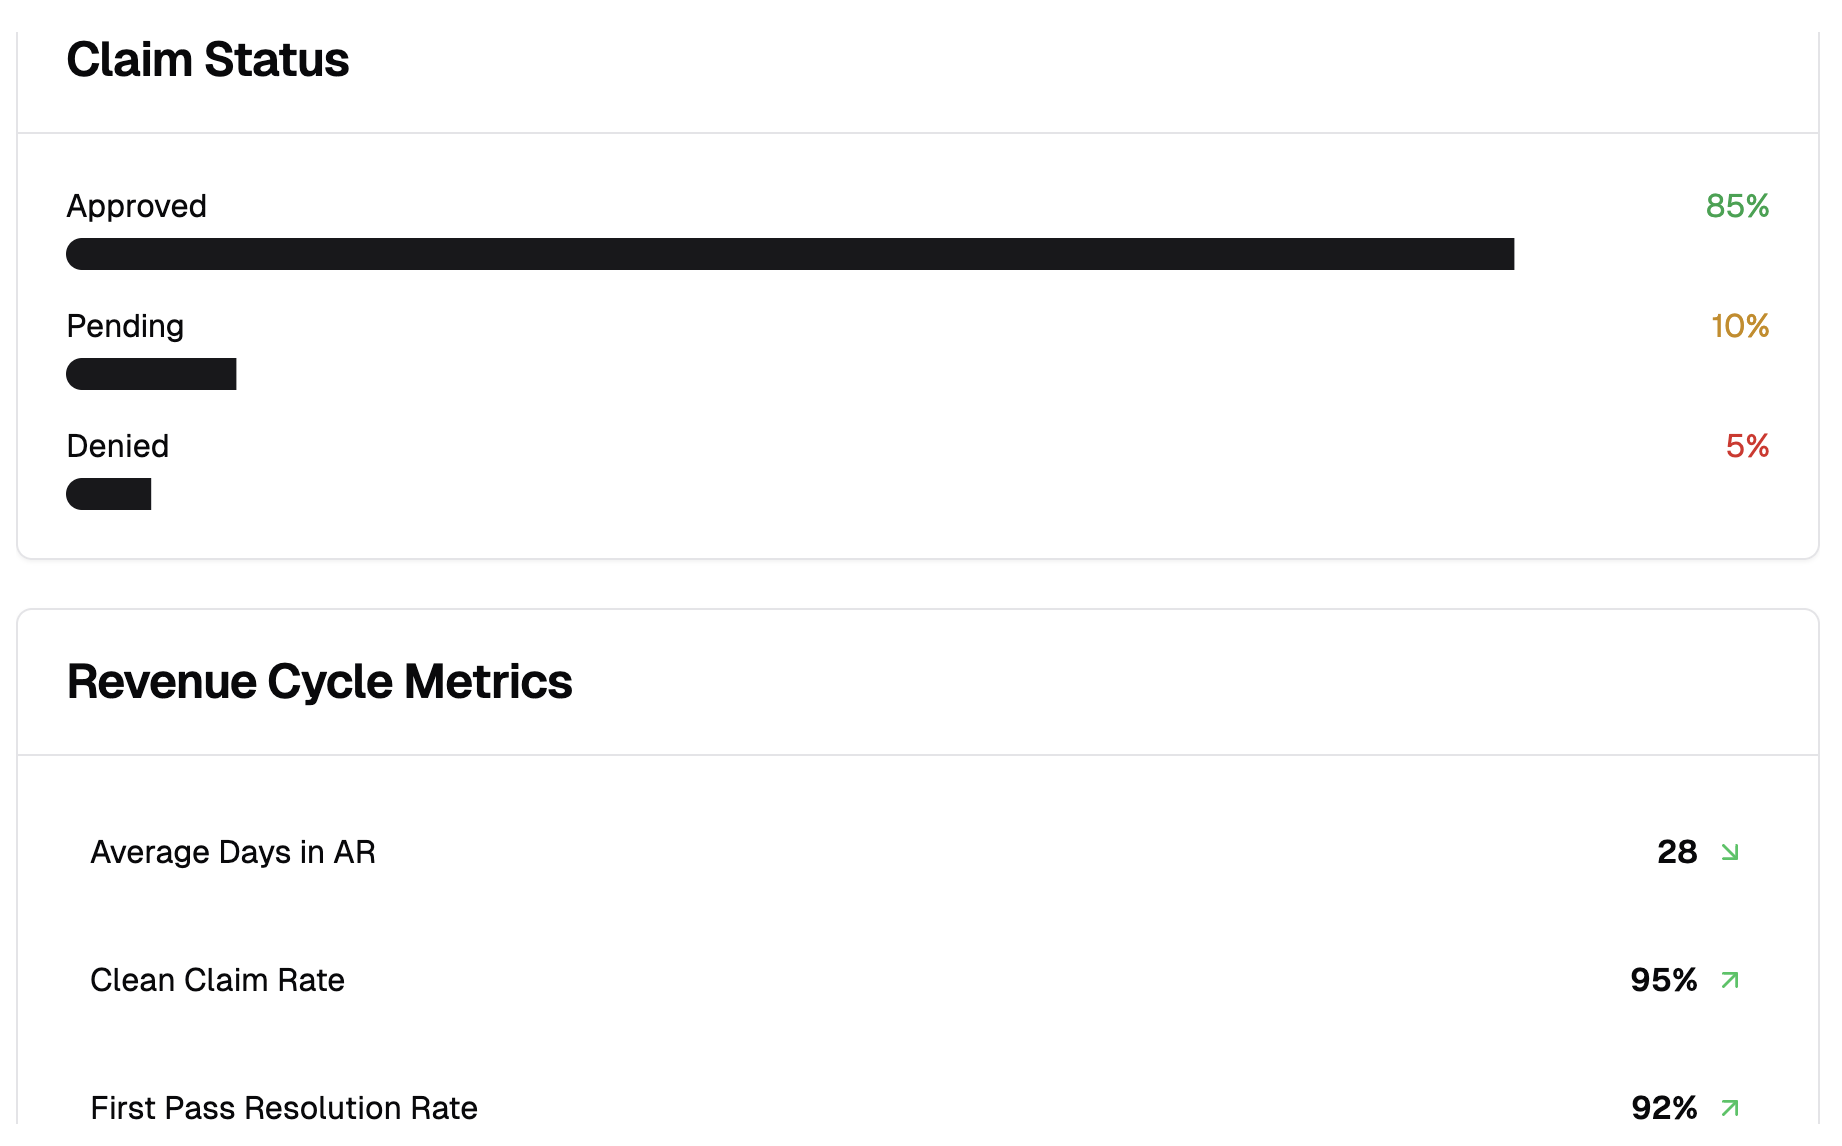 Claim Status
Approved 85%
Pending 10%
Denied 5%
Revenue Cycle Metrics
Average Days in AR 28
Clean Claim Rate 95%
First Pass Resolution Rate 92%